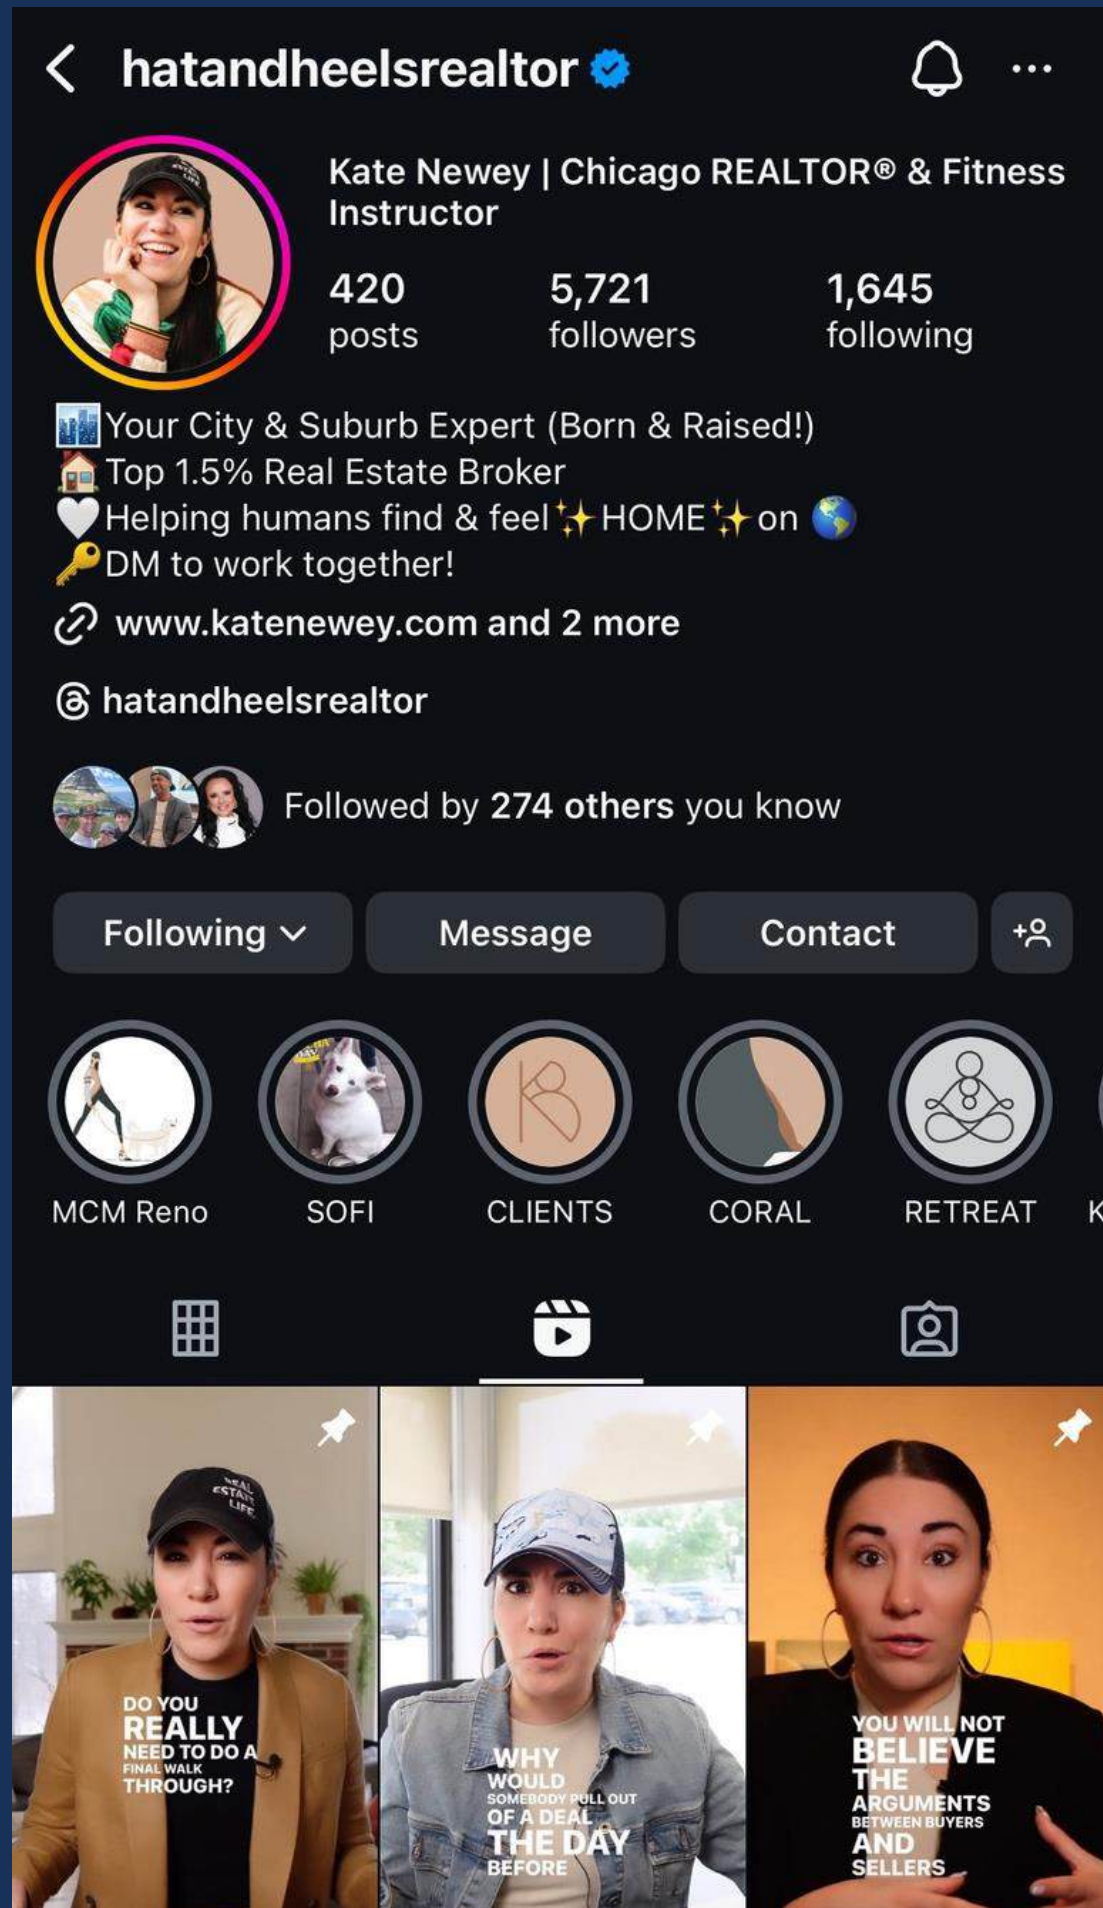 hatandheelsrealtor
Kate Newey | Chicago REALTOR® & Fitness
Instructor
420
posts
5,721
followers
1,645
following
Your City & Suburb Expert (Born & Raised!)
Top 1.5% Real Estate Broker
Helping humans find & feel✨HOME✨on 🌎
DM to work together!
www.katenewey.com and 2 more
hatandheelsrealtor
Followed by 274 others you know
Following
Message
Contact
MCM Reno
SOFI
CLIENTS
CORAL
RETREAT
K
REAL
ESTATE
LIFE.
DO YOU
REALLY
NEED TO DO A
FINAL WALK
THROUGH?
WHY
WOULD
SOMEBODY PULL OUT
OF A DEAL
THE DAY
BEFORE
YOU WILL NOT
BELIEVE
THE
ARGUMENTS
BETWEEN BUYERS
AND
SELLERS